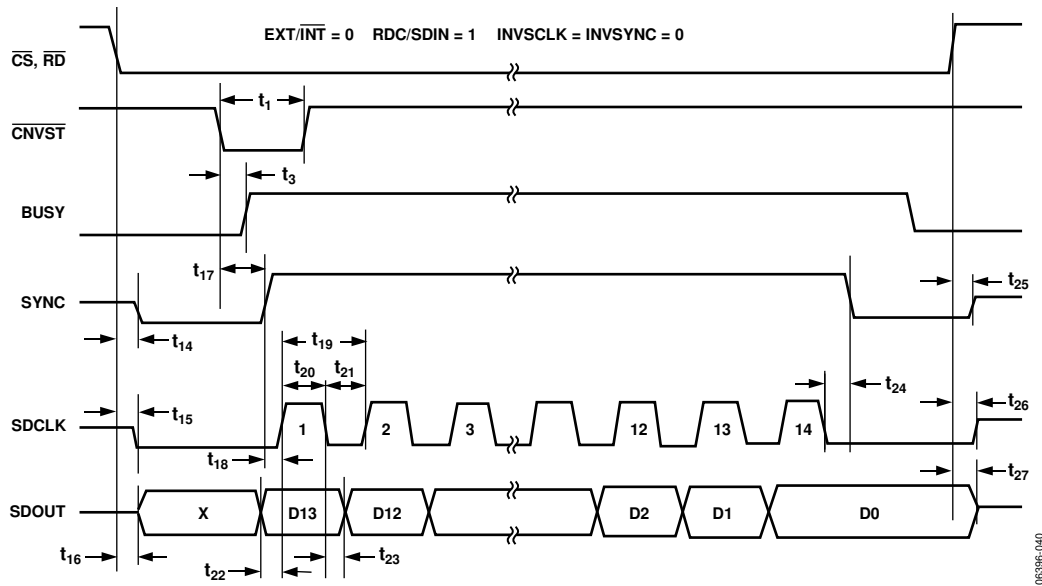 EXT/INT = 0 RDC/SDIN = 1 INVSCLK = INVSYNC = 0
CS, RD
t1
CNVST
t3
BUSY
t17
SYNC
t25
t14
t19
t20
t21
t24
t26
t15
SDCLK
1
2
3
12
13
14
t18
t27
SDOUT
X
D13
D12
D2
D1
D0
t16
t22
t23
06396-040